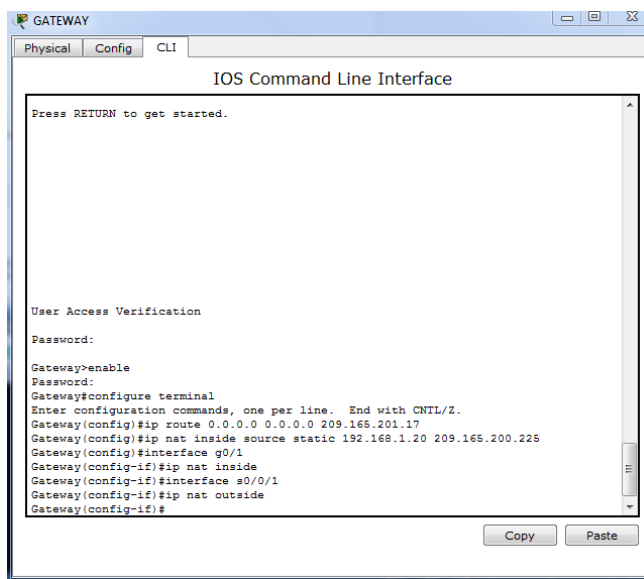 GATEWAY
Physical Config CLI
IOS Command Line Interface
Press RETURN to get started.
User Access Verification
Password:
Gateway>enable
Password:
Gateway#configure terminal
Enter configuration commands, one per line.  End with CNTL/Z.
Gateway(config)#ip route 0.0.0.0 0.0.0.0 209.165.201.17
Gateway(config)#ip nat inside source static 192.168.1.20 209.165.200.225
Gateway(config)#interface g0/1
Gateway(config-if)#ip nat inside
Gateway(config-if)#interface s0/0/1
Gateway(config-if)#ip nat outside
Gateway(config-if)#
Copy Paste